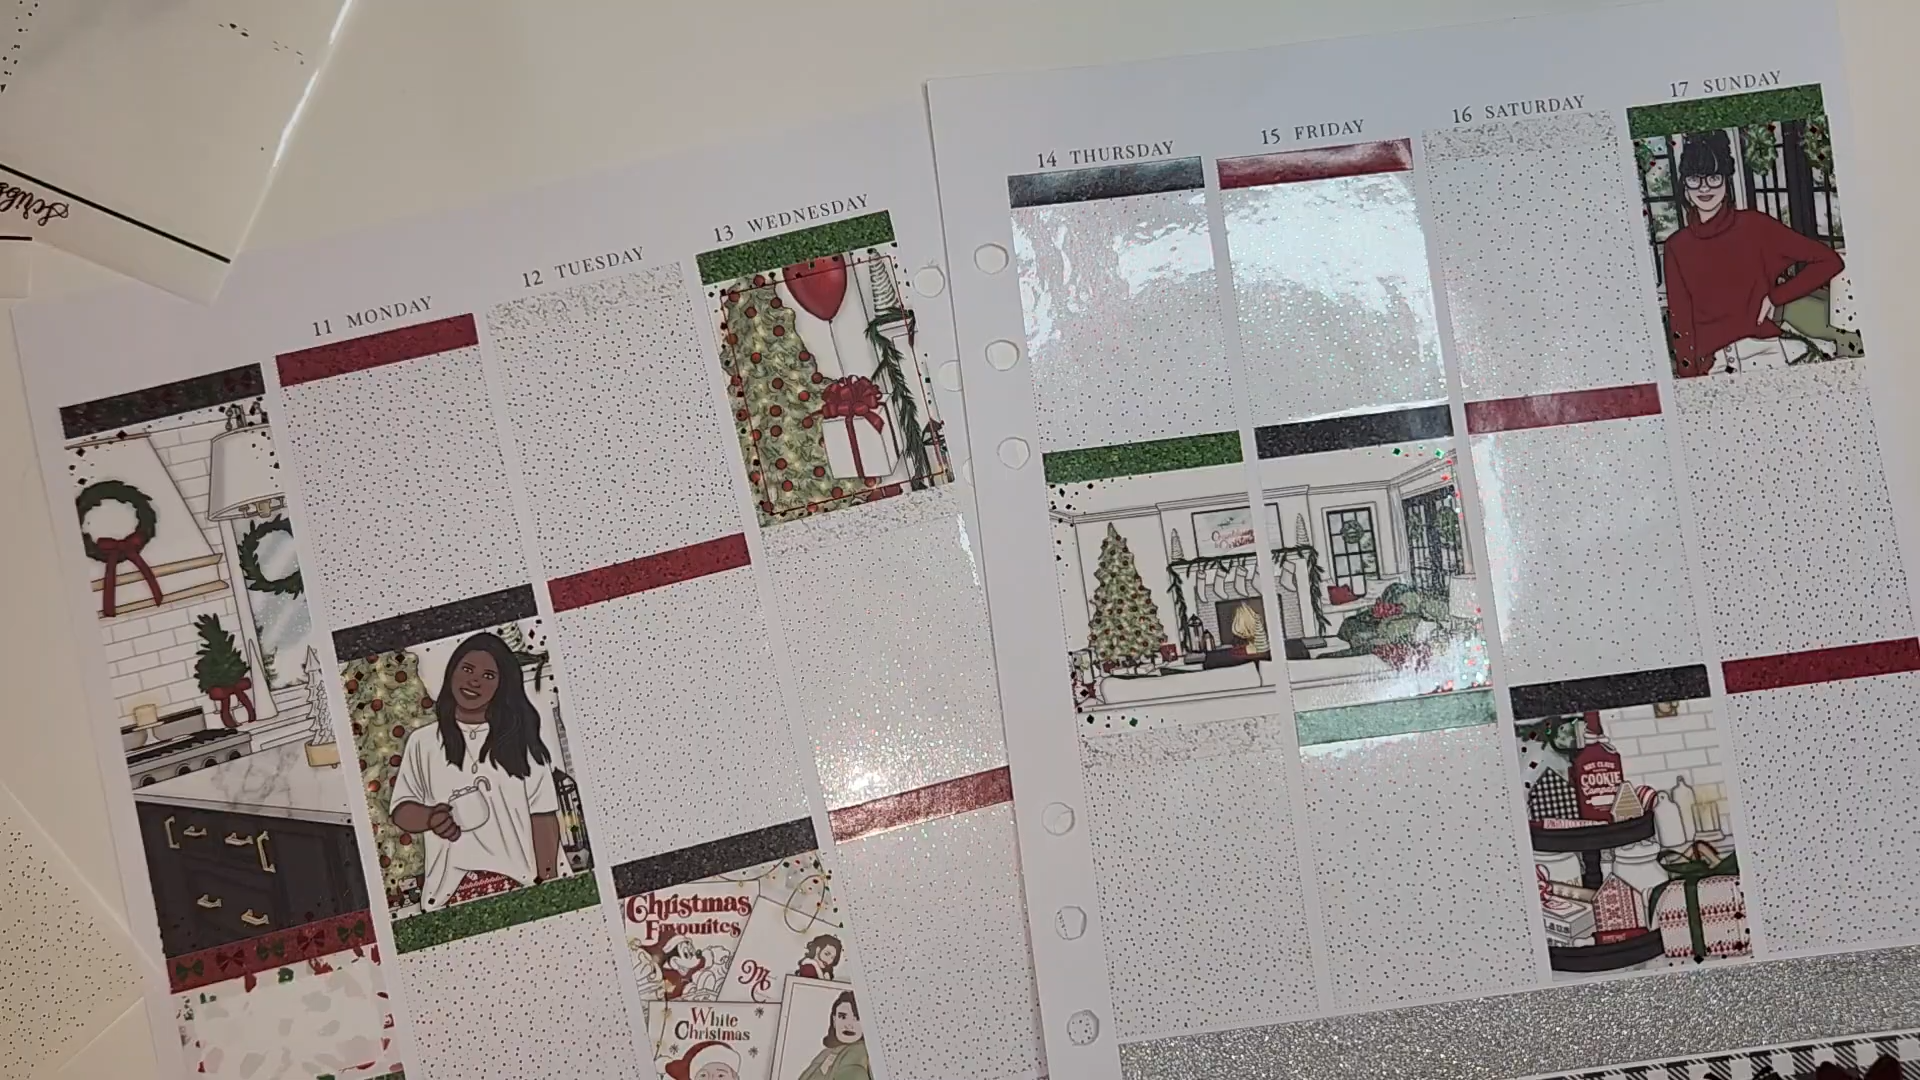 11 MONDAY
12 TUESDAY
13 WEDNESDAY
14 THURSDAY
15 FRIDAY
16 SATURDAY
17 SUNDAY
Christmas
Favourites
White
Christmas
COOKIE